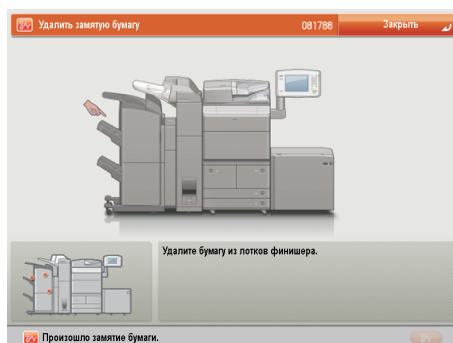 Удалить замятую бумагу 081788 Закрыть
Удалите бумагу из лотков финишера.
Произошло замятие бумаги.